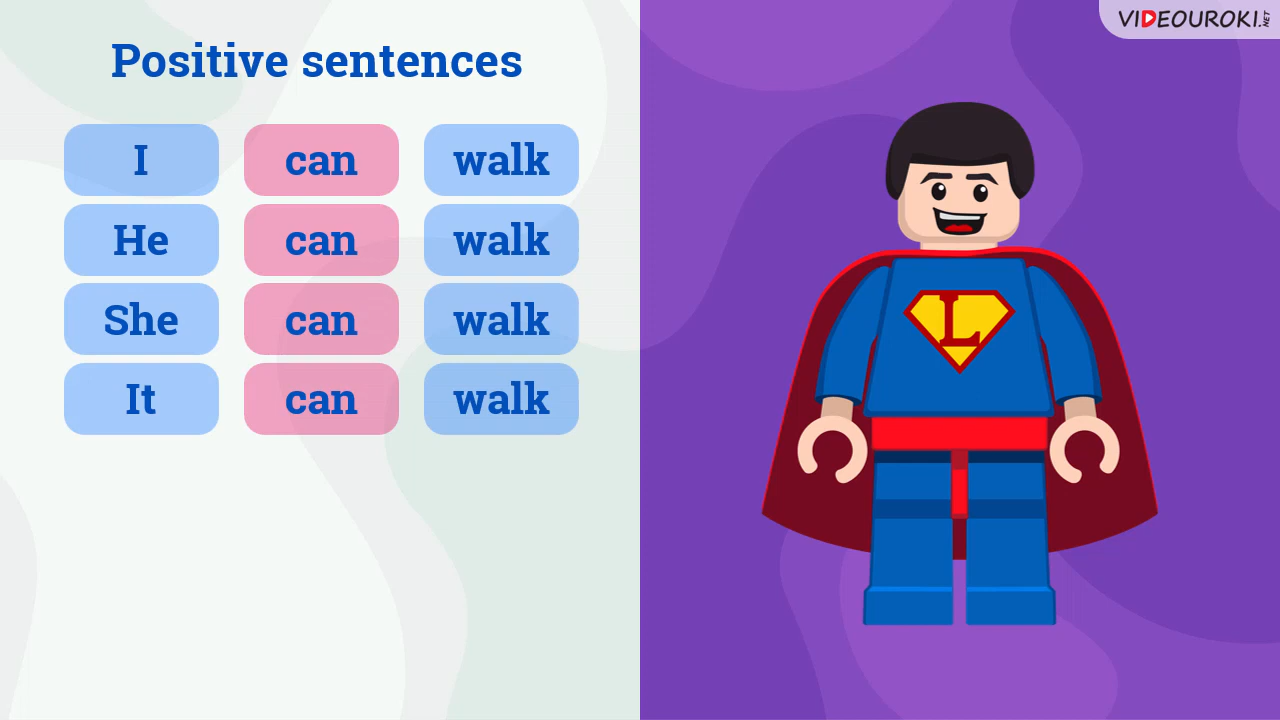 VIDEOUROKI.NET
Positive sentences
I can walk
He can walk
She can walk
It can walk
L